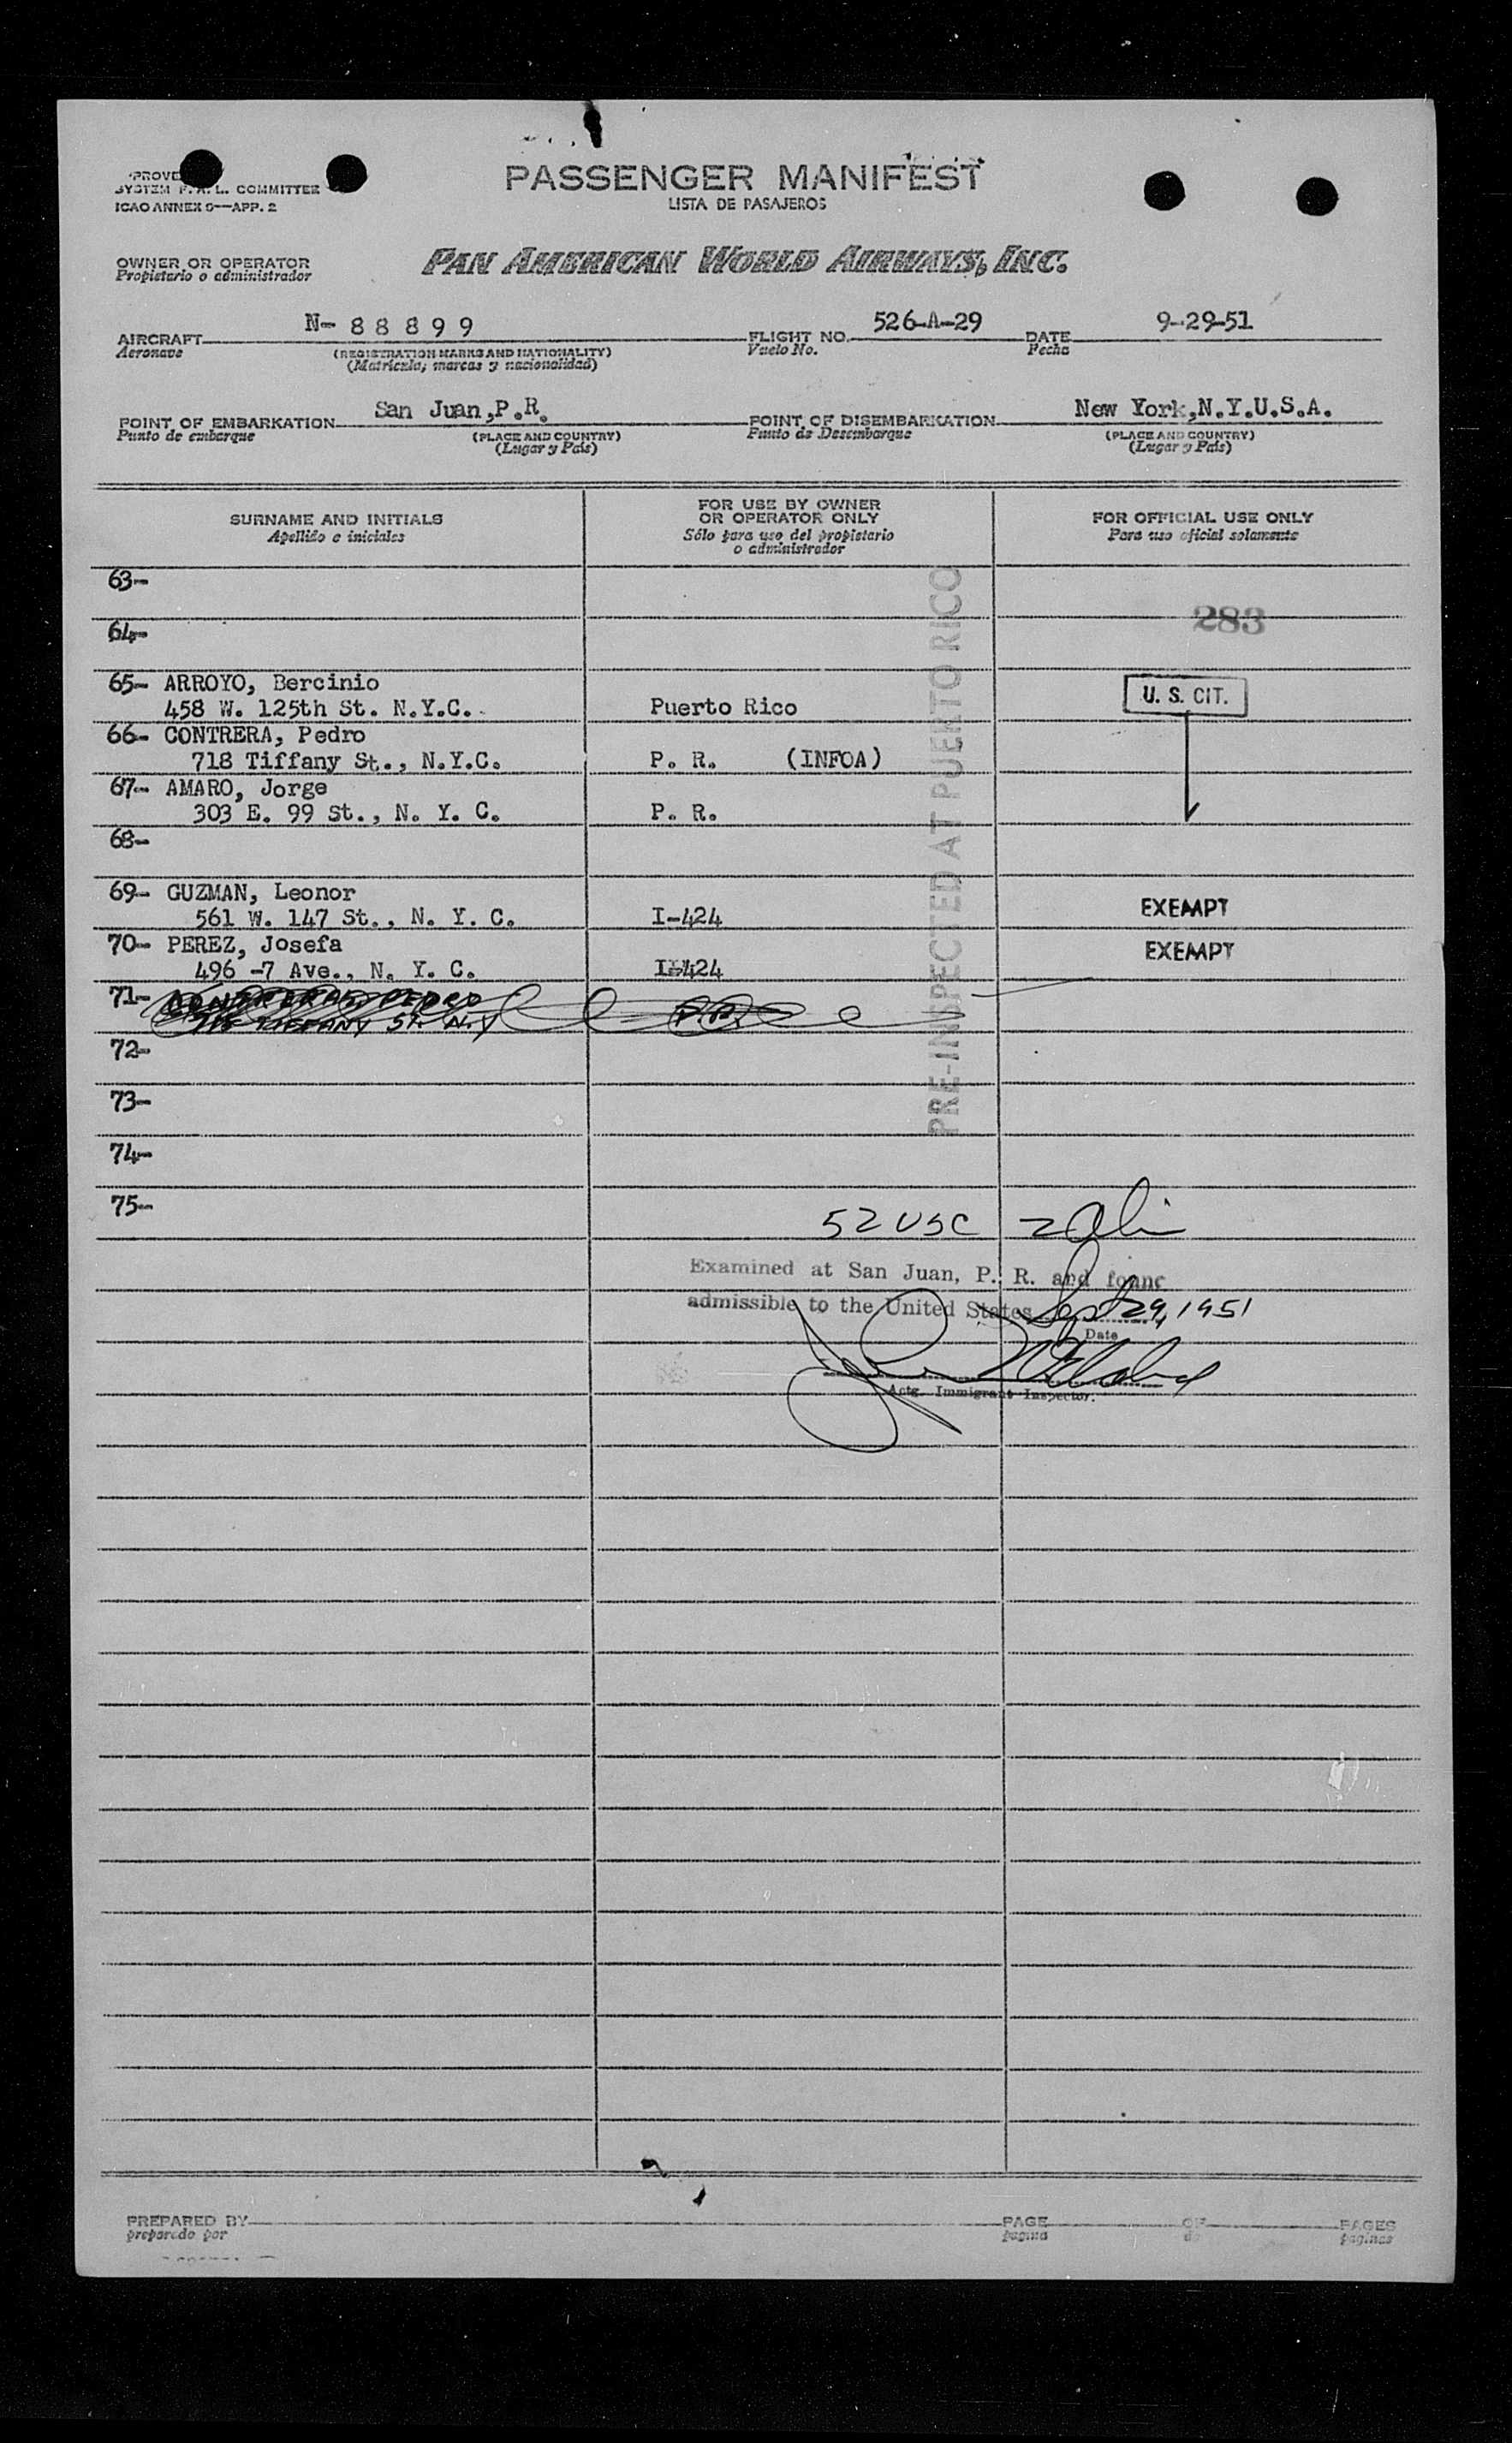 SYSTEM F.A.L. COMMITTEE
ICAO ANNEX 9—APP. 2
PASSENGER MANIFEST
LISTA DE PASAJEROS
OWNER OR OPERATOR
Propietario o administrador
PAN AMERICAN WORLD AIRWAYS, INC.
AIRCRAFT N- 88899 FLIGHT NO. 526-A-29 DATE 9-29-51
Aeronave (REGISTRATION MARKS AND NATIONALITY) Vuelo No. Fecha
(Matrícula, marcas y nacionalidad)
POINT OF EMBARKATION San Juan,P.R. POINT OF DISEMBARKATION New York,N.Y.U.S.A.
Punto de embarque (PLACE AND COUNTRY) Punto de Desembarque (PLACE AND COUNTRY)
(Lugar y País) (Lugar y País)
SURNAME AND INITIALS FOR USE BY OWNER OR OPERATOR ONLY FOR OFFICIAL USE ONLY
Apellido e iniciales Sólo para uso del propietario o administrador Para uso oficial solamente
63-
283
64-
65- ARROYO, Bercinio U. S. CIT.
458 W. 125th St. N.Y.C. Puerto Rico
66- CONTRERA, Pedro
718 Tiffany St., N.Y.C. P. R. (INFOA)
67- AMARO, Jorge
303 E. 99 St., N. Y. C. P. R.
68-
69- GUZMAN, Leonor EXEMPT
561 W. 147 St., N. Y. C. I-424
70- PEREZ, Josefa EXEMPT
496 -7 Ave., N. Y. C. I-424
71- PEDRO
TIFFANY ST. N.Y P.R.
72-
73-
74-
75-
PRE-INSPECTED AT PUERTO RICO
52 USC 2 Ali
Examined at San Juan, P. R. and found
admissible to the United States Sept 29, 1951
Date
Actg. Immigrant Inspector.
PREPARED BY PAGE OF PAGES
preparado por página de páginas